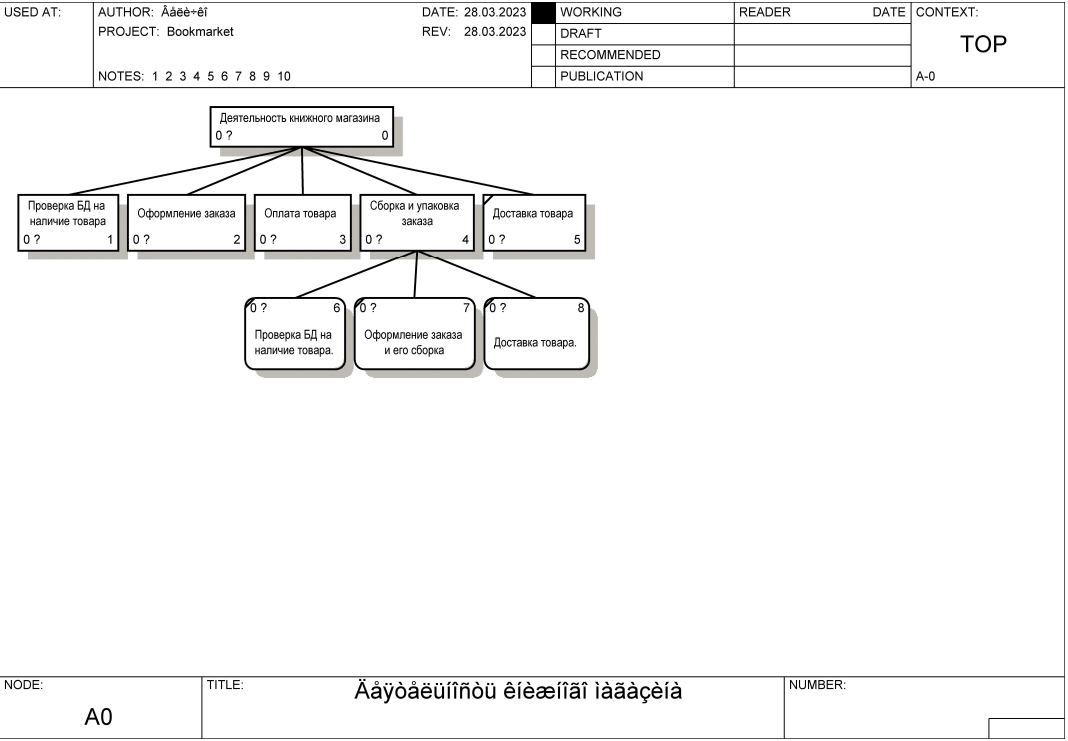 USED AT:
AUTHOR: Âåëè÷êî
DATE: 28.03.2023
WORKING
READER
DATE
CONTEXT:
PROJECT: Bookmarket
REV: 28.03.2023
DRAFT
TOP
RECOMMENDED
NOTES: 1 2 3 4 5 6 7 8 9 10
PUBLICATION
A-0
Деятельность книжного магазина
0 ?
0
Проверка БД на
наличие товара
0 ?
1
Оформление заказа
0 ?
2
Оплата товара
0 ?
3
Сборка и упаковка
заказа
0 ?
4
Доставка товара
0 ?
5
0 ?
6
Проверка БД на
наличие товара.
0 ?
7
Оформление заказа
и его сборка
0 ?
8
Доставка товара.
NODE:
A0
TITLE:
Äåÿòåëüíîñòü êíèæíîãî ìàãàçèíà
NUMBER: